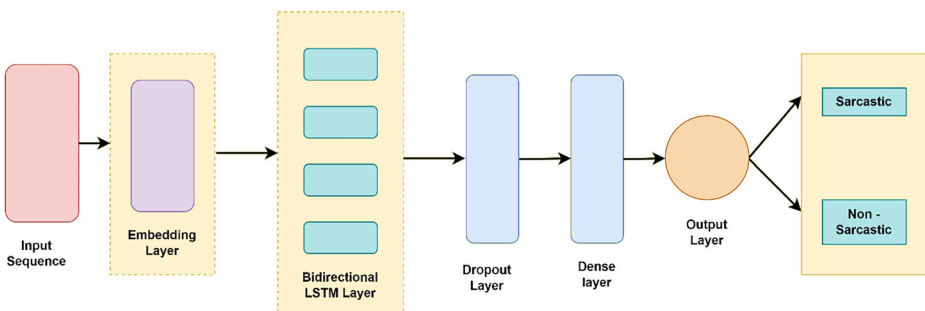 Input
Sequence
Embedding
Layer
Bidirectional
LSTM Layer
Dropout
Layer
Dense
layer
Output
Layer
Sarcastic
Non -
Sarcastic